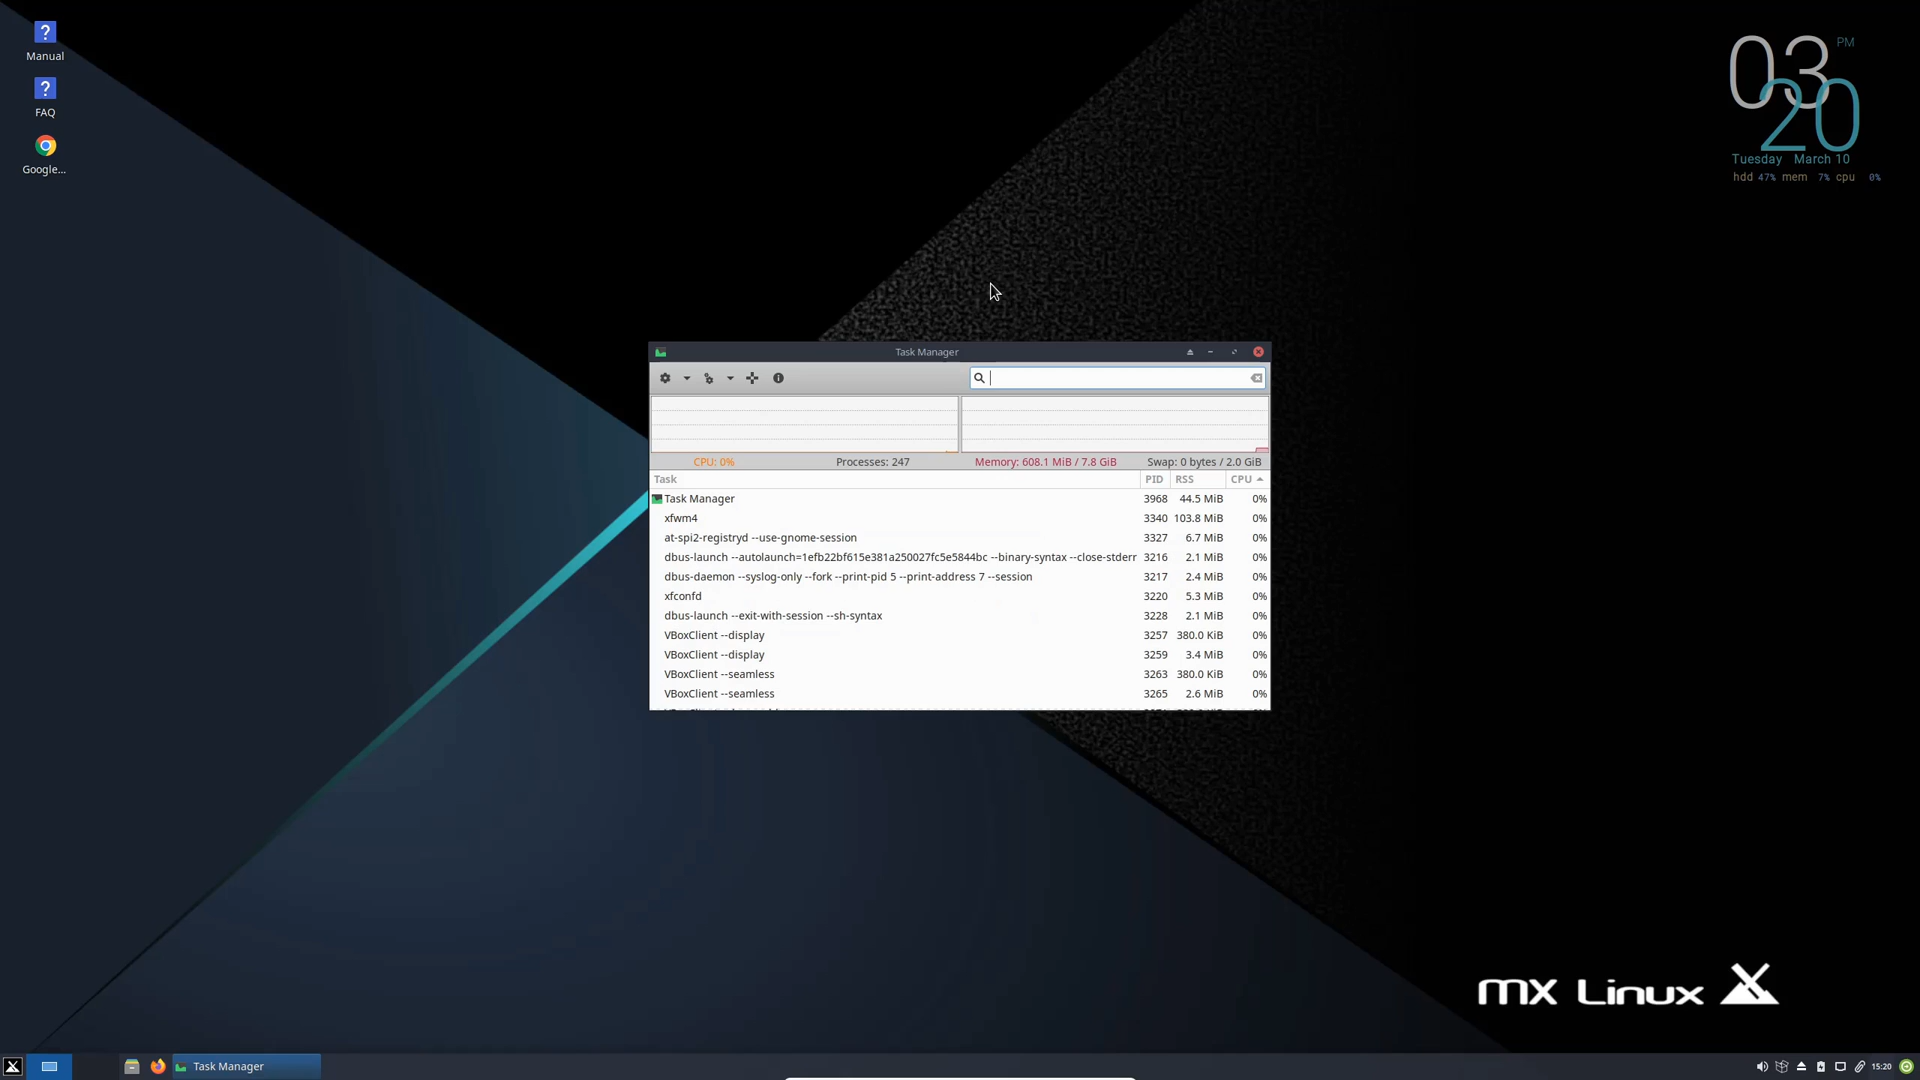 Manual
FAQ
Google...
03 PM
20
Tuesday March 10
hdd 47% mem 7% cpu 0%
Task Manager
CPU: 0% Processes: 247 Memory: 608.1 MiB / 7.8 GiB Swap: 0 bytes / 2.0 GiB
Task PID RSS CPU
Task Manager 3968 44.5 MiB 0%
xfwm4 3340 103.8 MiB 0%
at-spi2-registryd --use-gnome-session 3327 6.7 MiB 0%
dbus-launch --autolaunch=1efb22bf615e381a250027fc5e5844bc --binary-syntax --close-stderr 3216 2.1 MiB 0%
dbus-daemon --syslog-only --fork --print-pid 5 --print-address 7 --session 3217 2.4 MiB 0%
xfconfd 3220 5.3 MiB 0%
dbus-launch --exit-with-session --sh-syntax 3228 2.1 MiB 0%
VBoxClient --display 3257 380.0 KiB 0%
VBoxClient --display 3259 3.4 MiB 0%
VBoxClient --seamless 3263 380.0 KiB 0%
VBoxClient --seamless 3265 2.6 MiB 0%
MX Linux
Task Manager
15:20